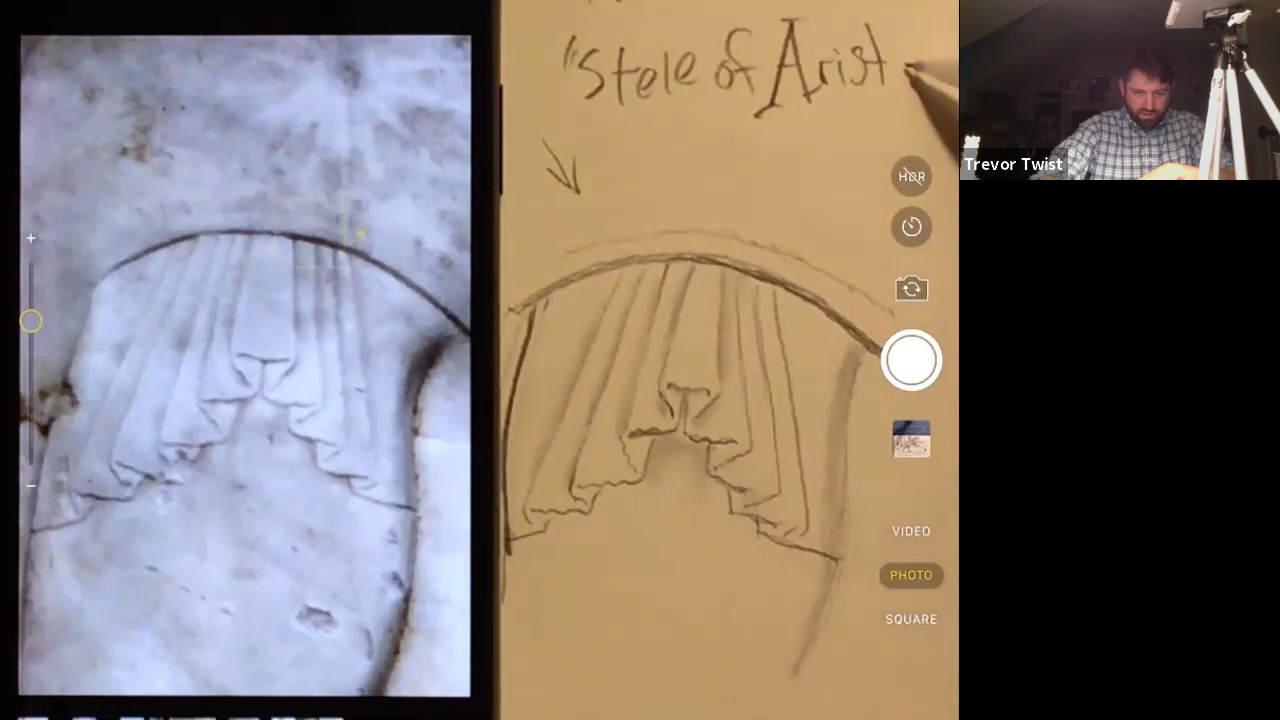 "Stele of Arist
HDR
Trevor Twist
VIDEO
PHOTO
SQUARE